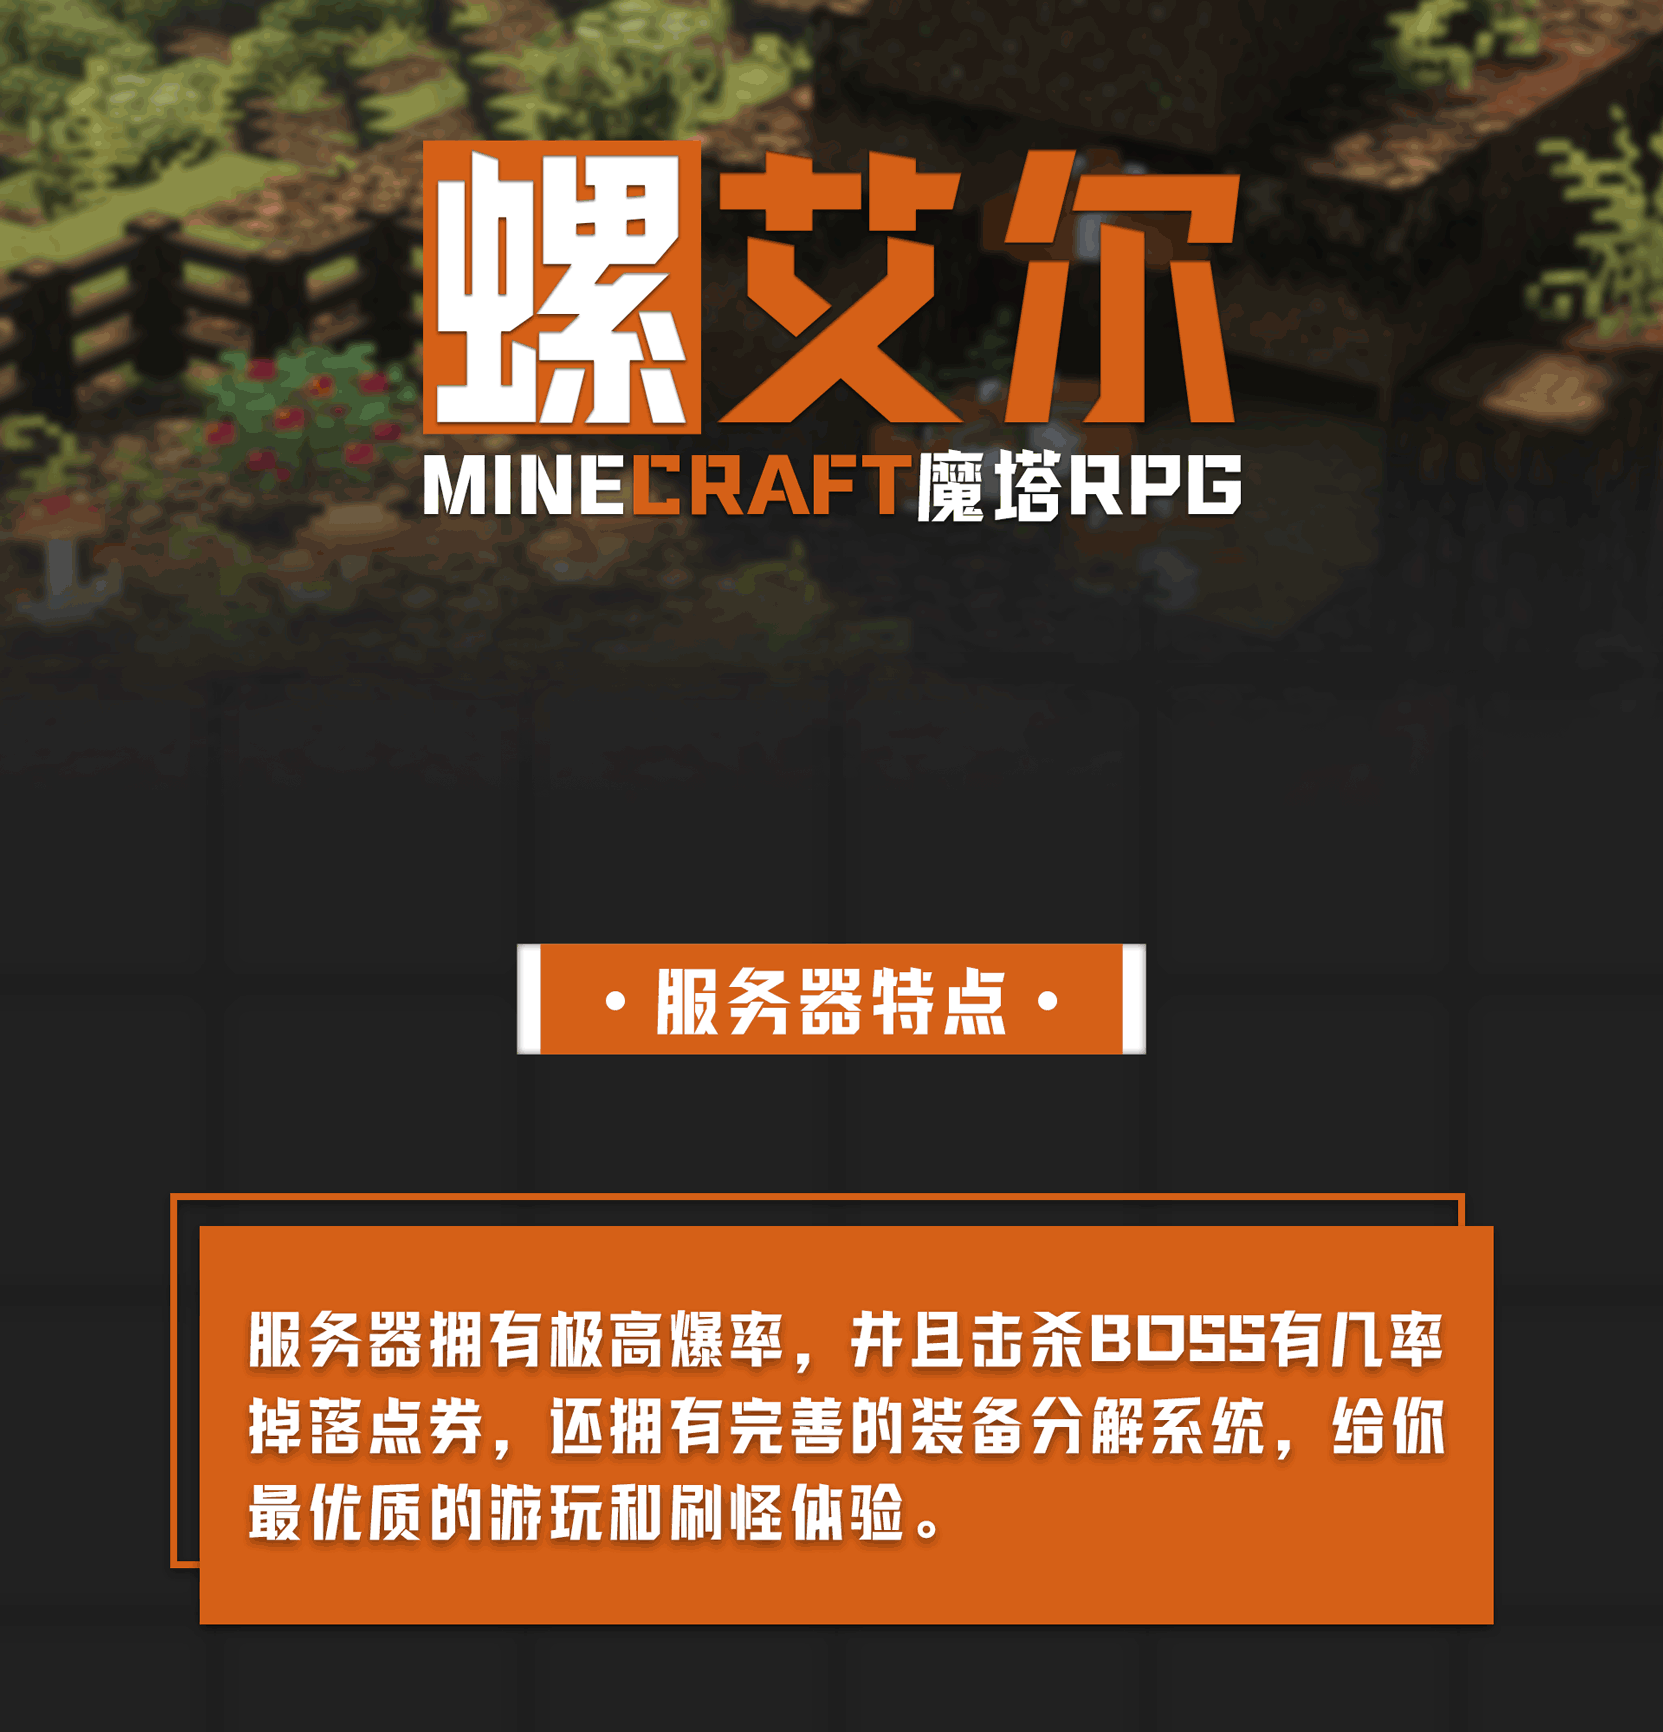 螺艾尔
MINECRAFT魔塔RPG
·服务器特点·
服务器拥有极高爆率，并且击杀BOSS有几率
掉落点券，还拥有完善的装备分解系统，给你
最优质的游玩和刷怪体验。